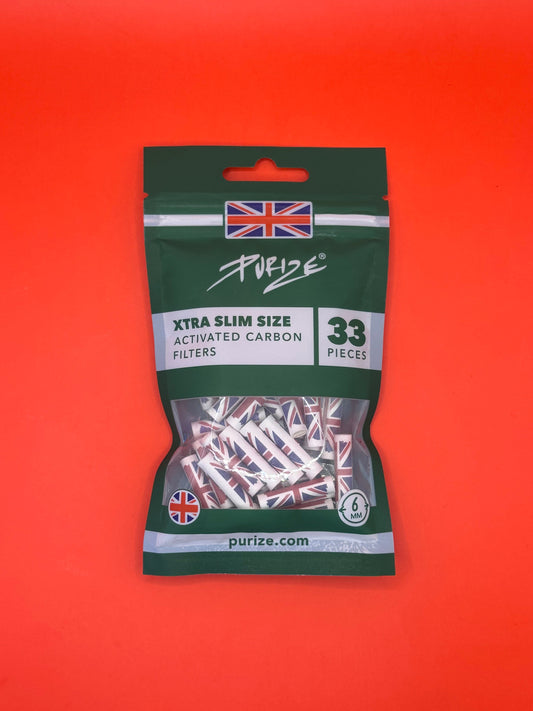 PURIZE®
XTRA SLIM SIZE
ACTIVATED CARBON
FILTERS
33
PIECES
6
MM
purize.com